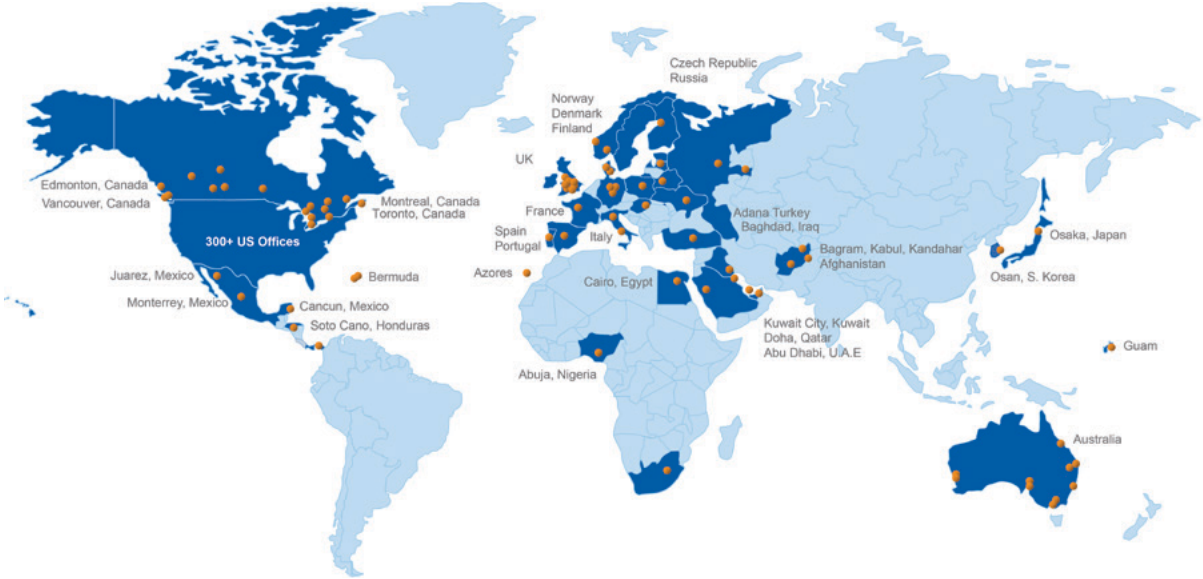 Czech Republic
Russia
Norway
Denmark
Finland
UK
Edmonton, Canada
Vancouver, Canada
Montreal, Canada
Toronto, Canada
France
Adana Turkey
Baghdad, Iraq
300+ US Offices
Spain
Portugal
Italy
Bagram, Kabul, Kandahar
Afghanistan
Osaka, Japan
Osan, S. Korea
Juarez, Mexico
Bermuda
Azores
Cairo, Egypt
Monterrey, Mexico
Cancun, Mexico
Soto Cano, Honduras
Kuwait City, Kuwait
Doha, Qatar
Abu Dhabi, U.A.E
Guam
Abuja, Nigeria
Australia